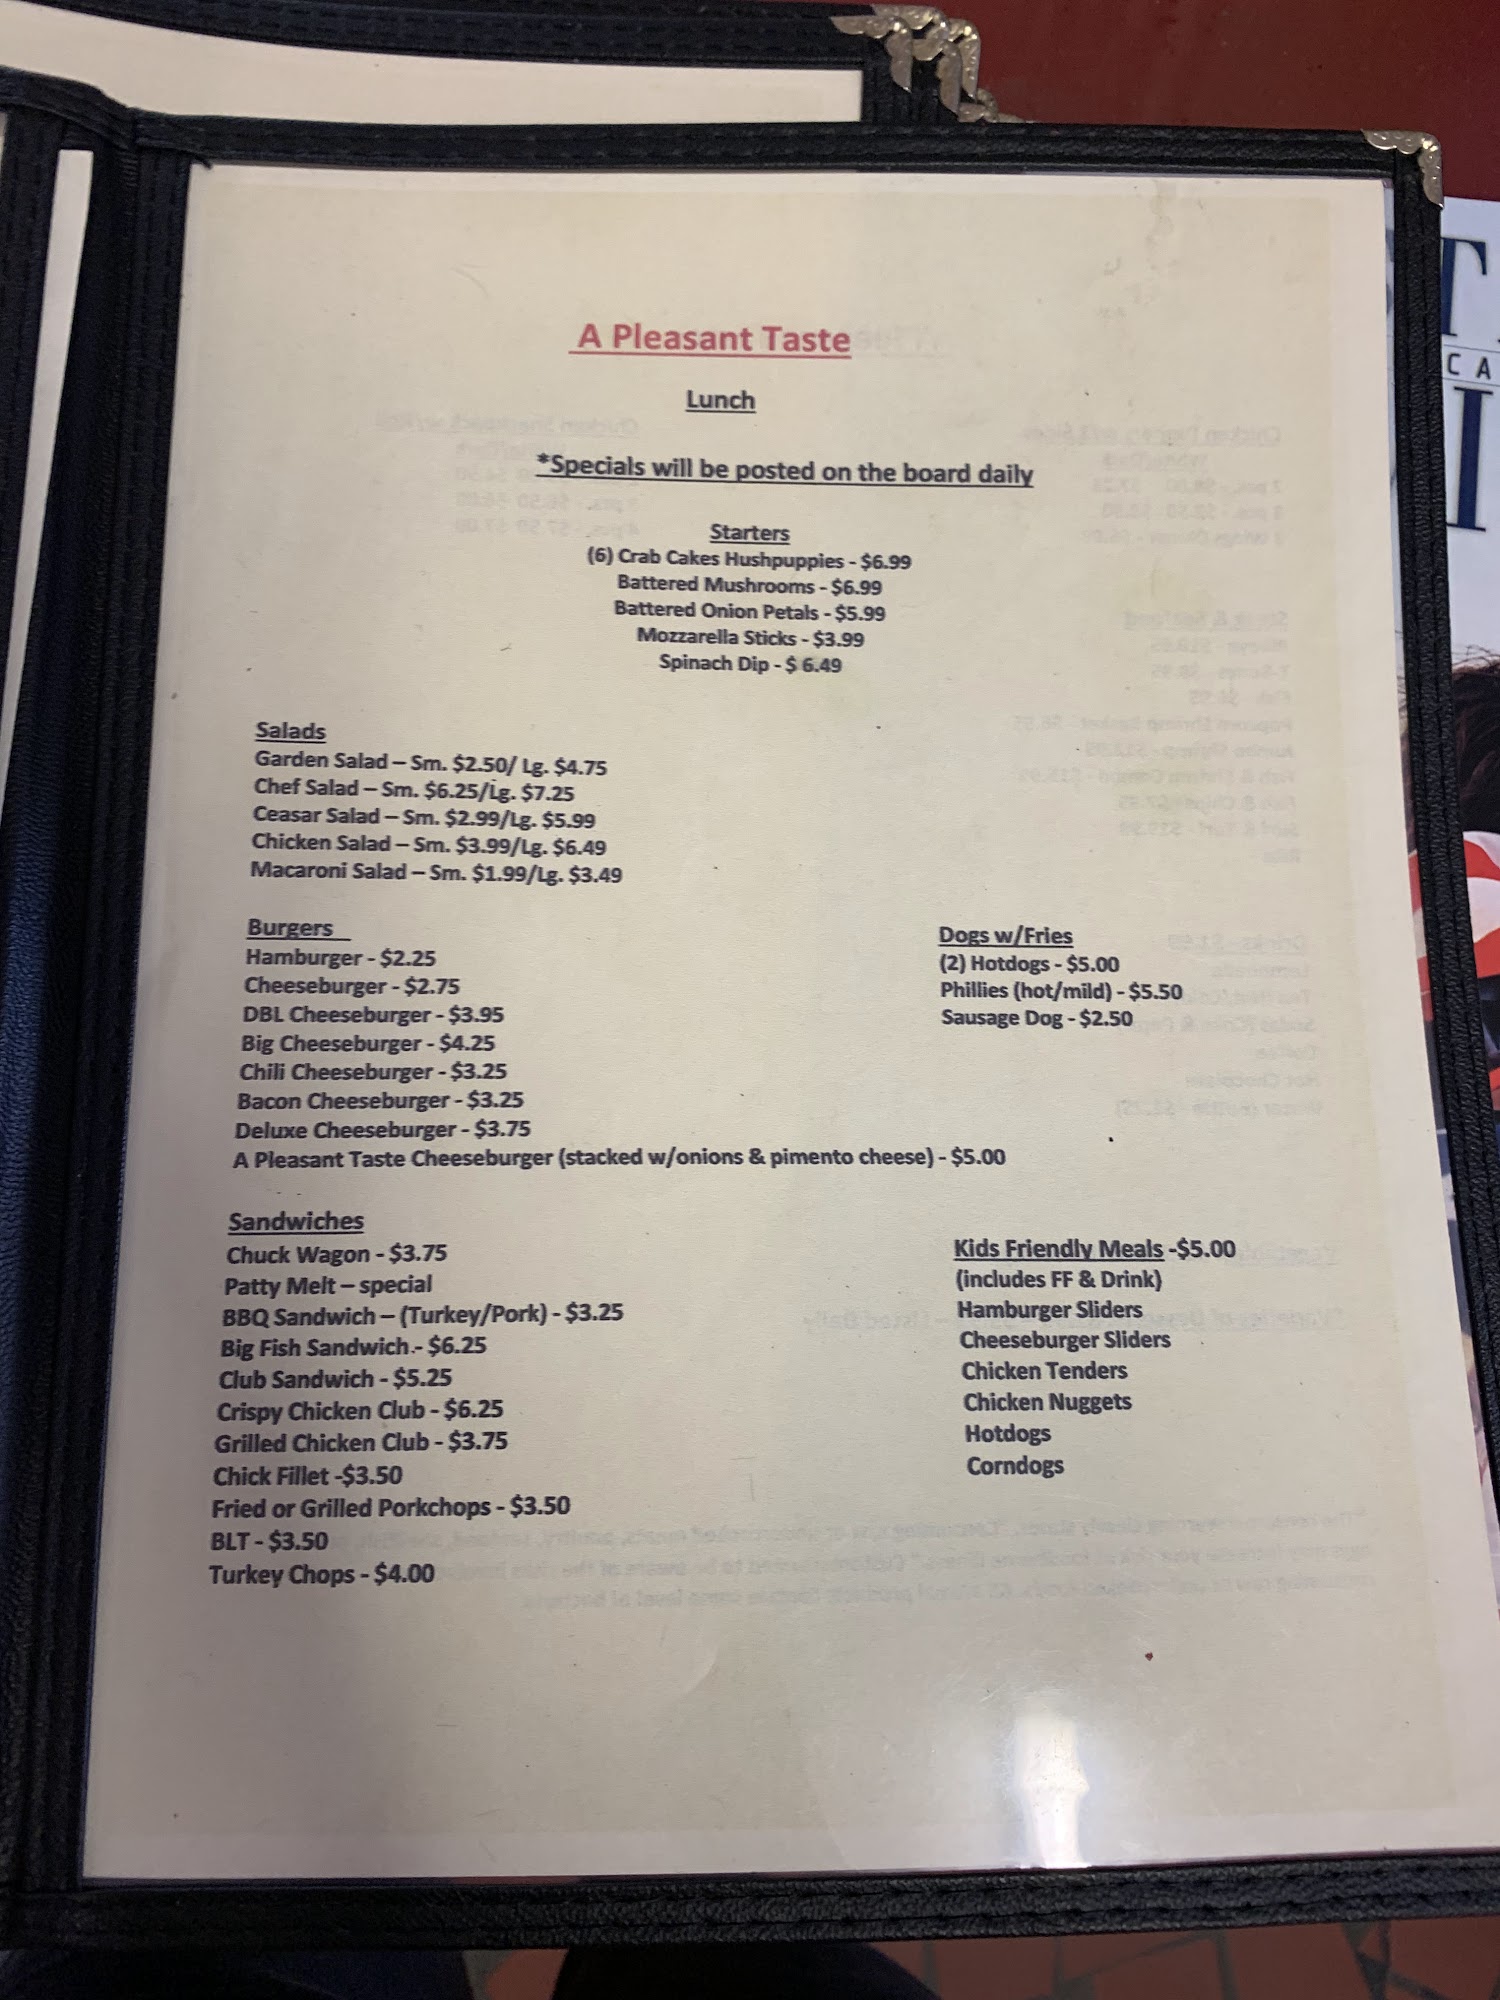 A Pleasant Taste
Lunch
*Specials will be posted on the board daily
Starters
(6) Crab Cakes Hushpuppies - $6.99
Battered Mushrooms - $6.99
Battered Onion Petals - $5.99
Mozzarella Sticks - $3.99
Spinach Dip - $ 6.49
Salads
Garden Salad – Sm. $2.50/ Lg. $4.75
Chef Salad – Sm. $6.25/Lg. $7.25
Ceasar Salad – Sm. $2.99/Lg. $5.99
Chicken Salad – Sm. $3.99/Lg. $6.49
Macaroni Salad – Sm. $1.99/Lg. $3.49
Burgers
Hamburger - $2.25
Cheeseburger - $2.75
DBL Cheeseburger - $3.95
Big Cheeseburger - $4.25
Chili Cheeseburger - $3.25
Bacon Cheeseburger - $3.25
Deluxe Cheeseburger - $3.75
A Pleasant Taste Cheeseburger (stacked w/onions & pimento cheese) - $5.00
Dogs w/Fries
(2) Hotdogs - $5.00
Phillies (hot/mild) - $5.50
Sausage Dog - $2.50
Sandwiches
Chuck Wagon - $3.75
Patty Melt – special
BBQ Sandwich – (Turkey/Pork) - $3.25
Big Fish Sandwich - $6.25
Club Sandwich - $5.25
Crispy Chicken Club - $6.25
Grilled Chicken Club - $3.75
Chick Fillet -$3.50
Fried or Grilled Porkchops - $3.50
BLT - $3.50
Turkey Chops - $4.00
Kids Friendly Meals -$5.00
(includes FF & Drink)
Hamburger Sliders
Cheeseburger Sliders
Chicken Tenders
Chicken Nuggets
Hotdogs
Corndogs